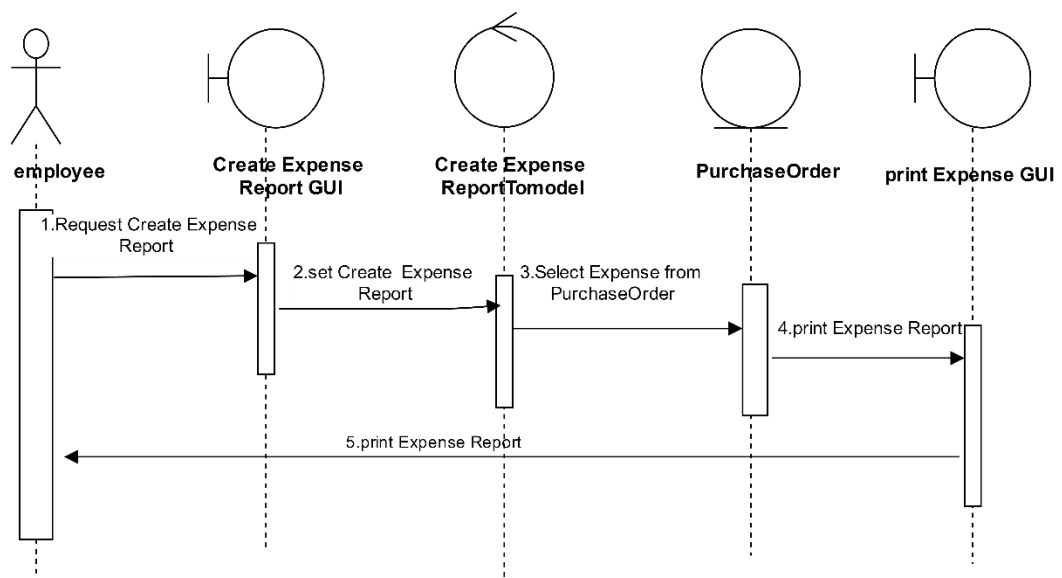 employee
Create Expense
Report GUI
Create Expense
ReportTomodel
PurchaseOrder
print Expense GUI
1.Request Create Expense
Report
2.set Create Expense
Report
3.Select Expense from
PurchaseOrder
4.print Expense Report
5.print Expense Report